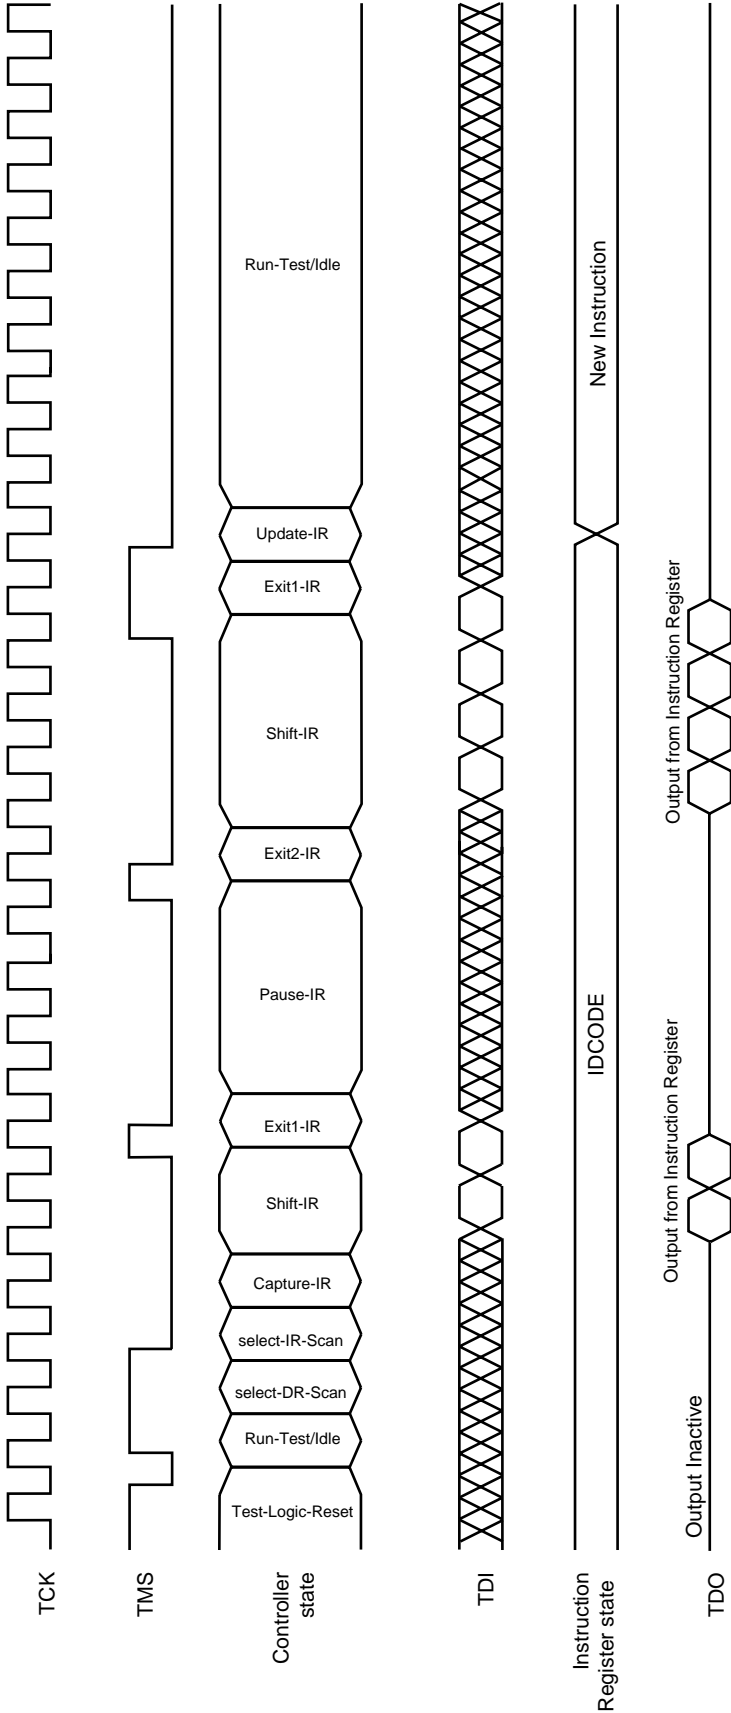 TCK
TMS
Controller
state
Test-Logic-Reset
Run-Test/Idle
select-DR-Scan
select-IR-Scan
Capture-IR
Shift-IR
Exit1-IR
Pause-IR
Exit2-IR
Shift-IR
Exit1-IR
Update-IR
Run-Test/Idle
TDI
Instruction
Register state
IDCODE
New Instruction
TDO
Output Inactive
Output from Instruction Register
Output from Instruction Register